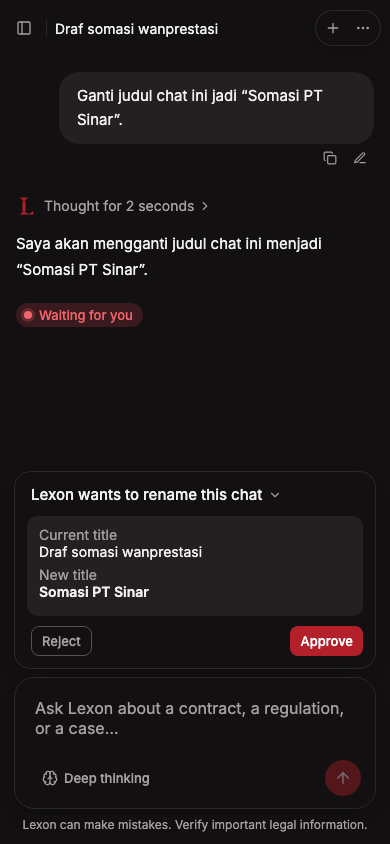 Draf somasi wanprestasi
Ganti judul chat ini jadi “Somasi PT
Sinar”.
L Thought for 2 seconds
Saya akan mengganti judul chat ini menjadi
“Somasi PT Sinar”.
Waiting for you
Lexon wants to rename this chat
Current title
Draf somasi wanprestasi
New title
Somasi PT Sinar
Reject
Approve
Ask Lexon about a contract, a regulation,
or a case...
Deep thinking
Lexon can make mistakes. Verify important legal information.